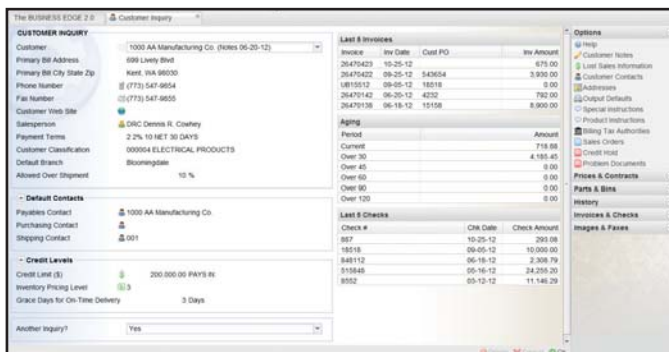 The BUSINESS EDGE 2.0 Customer Inquiry
CUSTOMER INQUIRY
Customer 1000 AA Manufacturing Co. (Notes 06-20-12)
Primary Bill Address 699 Lively Blvd
Primary Bill City State Zip Kent, WA 98030
Phone Number (773) 547-9854
Fax Number (773) 547-9855
Customer Web Site
Salesperson DRC Dennis R. Cowhey
Payment Terms 2 2% 10 NET 30 DAYS
Customer Classification 000004 ELECTRICAL PRODUCTS
Default Branch Bloomingdale
Allowed Over Shipment 10 %
Default Contacts
Payables Contact 1000 AA Manufacturing Co.
Purchasing Contact
Shipping Contact 001
Credit Levels
Credit Limit ($) 200,000.00 PAYS IN:
Inventory Pricing Level 3
Grace Days for On-Time Delivery 3 Days
Another Inquiry? Yes
Last 5 Invoices
Invoice Inv Date Cust PO Inv Amount
26470423 10-25-12 675.00
26470422 09-25-12 543654 3,930.00
UB15512 09-05-12 18518 0.00
26470142 06-20-12 4232 792.00
26470138 06-18-12 15158 8,900.00
Aging
Period Amount
Current 718.68
Over 30 4,185.45
Over 45 0.00
Over 60 0.00
Over 90 0.00
Over 120 0.00
Last 5 Checks
Check # Chk Date Check Amount
887 10-25-12 293.08
18518 09-05-12 10,000.00
848112 06-18-12 2,308.79
515848 05-16-12 24,255.20
8552 03-12-12 11,146.29
Options
Help
Customer Notes
Lost Sales Information
Customer Contacts
Addresses
Output Defaults
Special Instructions
Product Instructions
Billing Tax Authorities
Sales Orders
Credit Hold
Problem Documents
Prices & Contracts
Parts & Bins
History
Invoices & Checks
Images & Faxes
OK